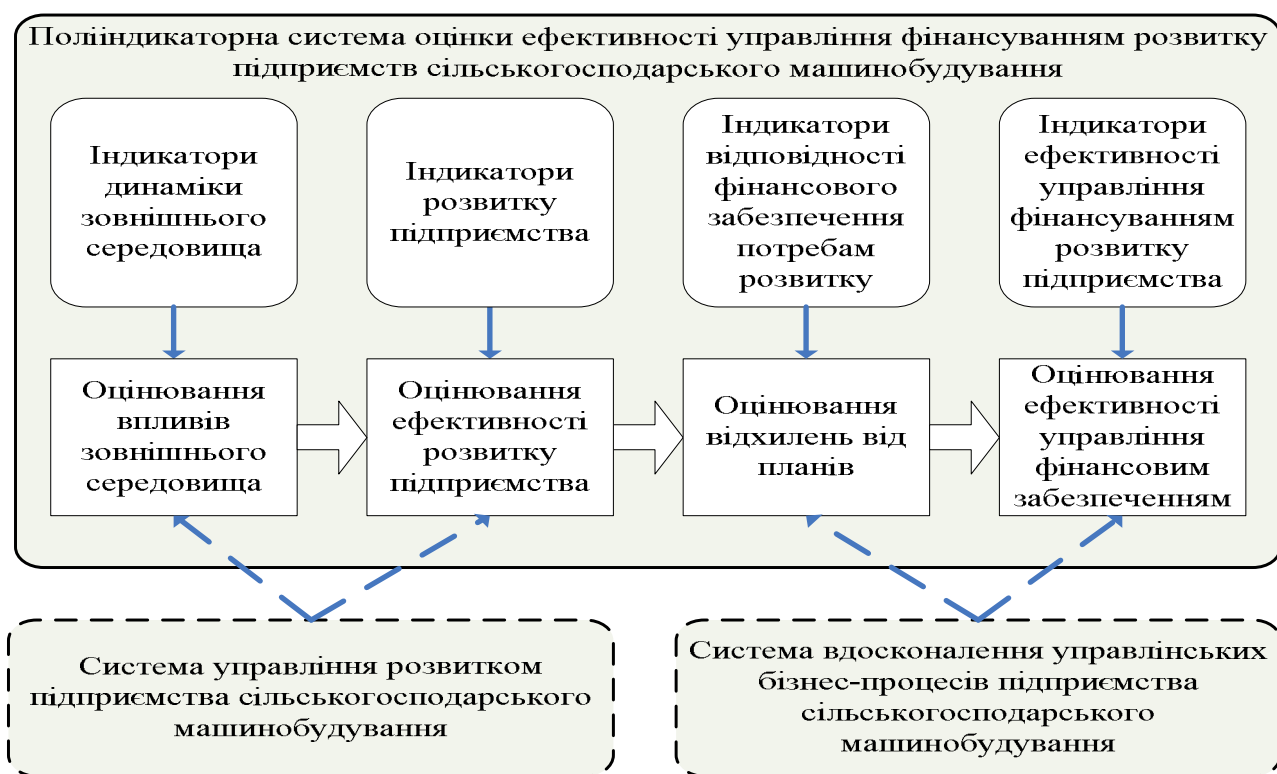 Поліндикаторна система оцінки ефективності управління фінансуванням розвитку
підприємств сільськогосподарського машинобудування
Індикатори
динаміки
зовнішнього
середовища
Індикатори
розвитку
підприємства
Індикатори
відповідності
фінансового
забезпечення
потребам
розвитку
Індикатори
ефективності
управління
фінансуванням
розвитку
підприємства
Оцінювання
впливів
зовнішнього
середовища
Оцінювання
ефективності
розвитку
підприємства
Оцінювання
відхилень від
планів
Оцінювання
ефективності
управління
фінансовим
забезпеченням
Система управління розвитком
підприємства сільськогосподарського
машинобудування
Система вдосконалення управлінських
бізнес-процесів підприємства
сільськогосподарського
машинобудування